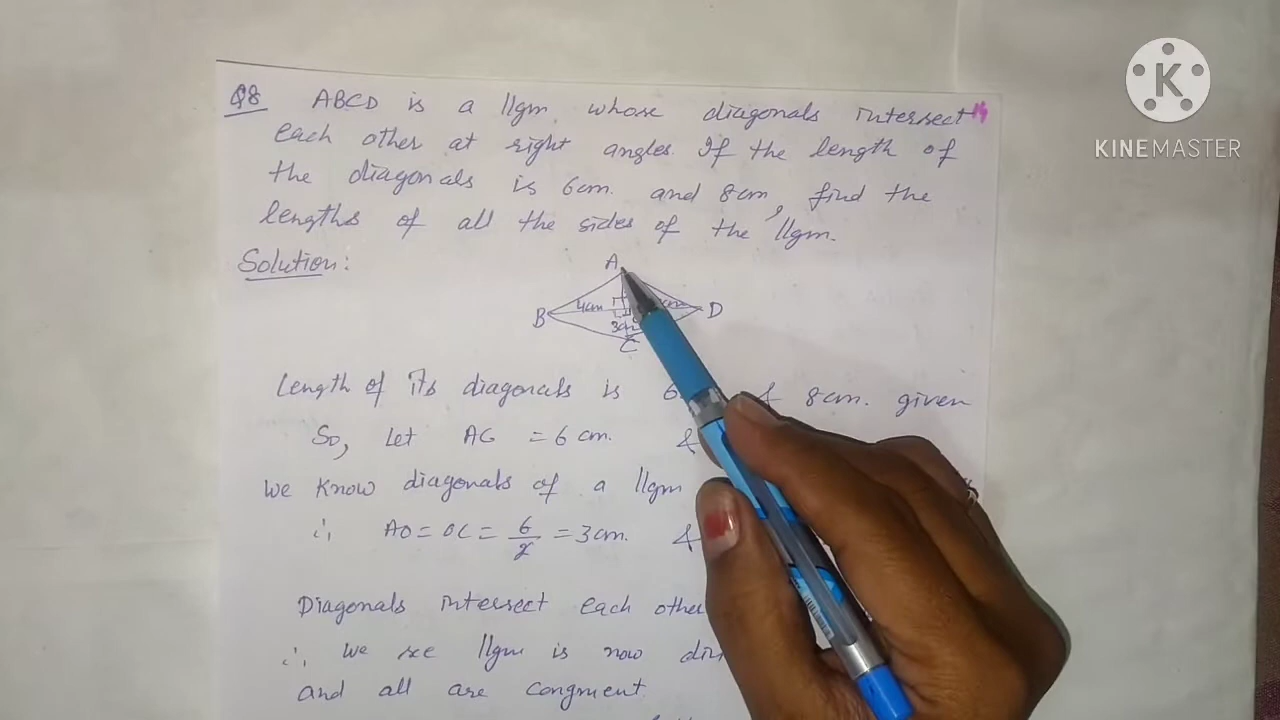 Q8 ABCD is a llgm. whose diagonals intersect
each other at right angles. If the length of
the diagonals is 6cm. and 8cm, find the
lengths of all the sides of the llgm.
Solution:
A
4cm
B
D
3cm
C
Length of its diagonals is 6 & 8cm. given
So, Let AC = 6 cm. &
We know diagonals of a llgm
∴ AO = OC = 6/2 = 3cm. &
Diagonals intersect each other
∴ We see llgm is now
and all are congruent.
K
KINEMASTER